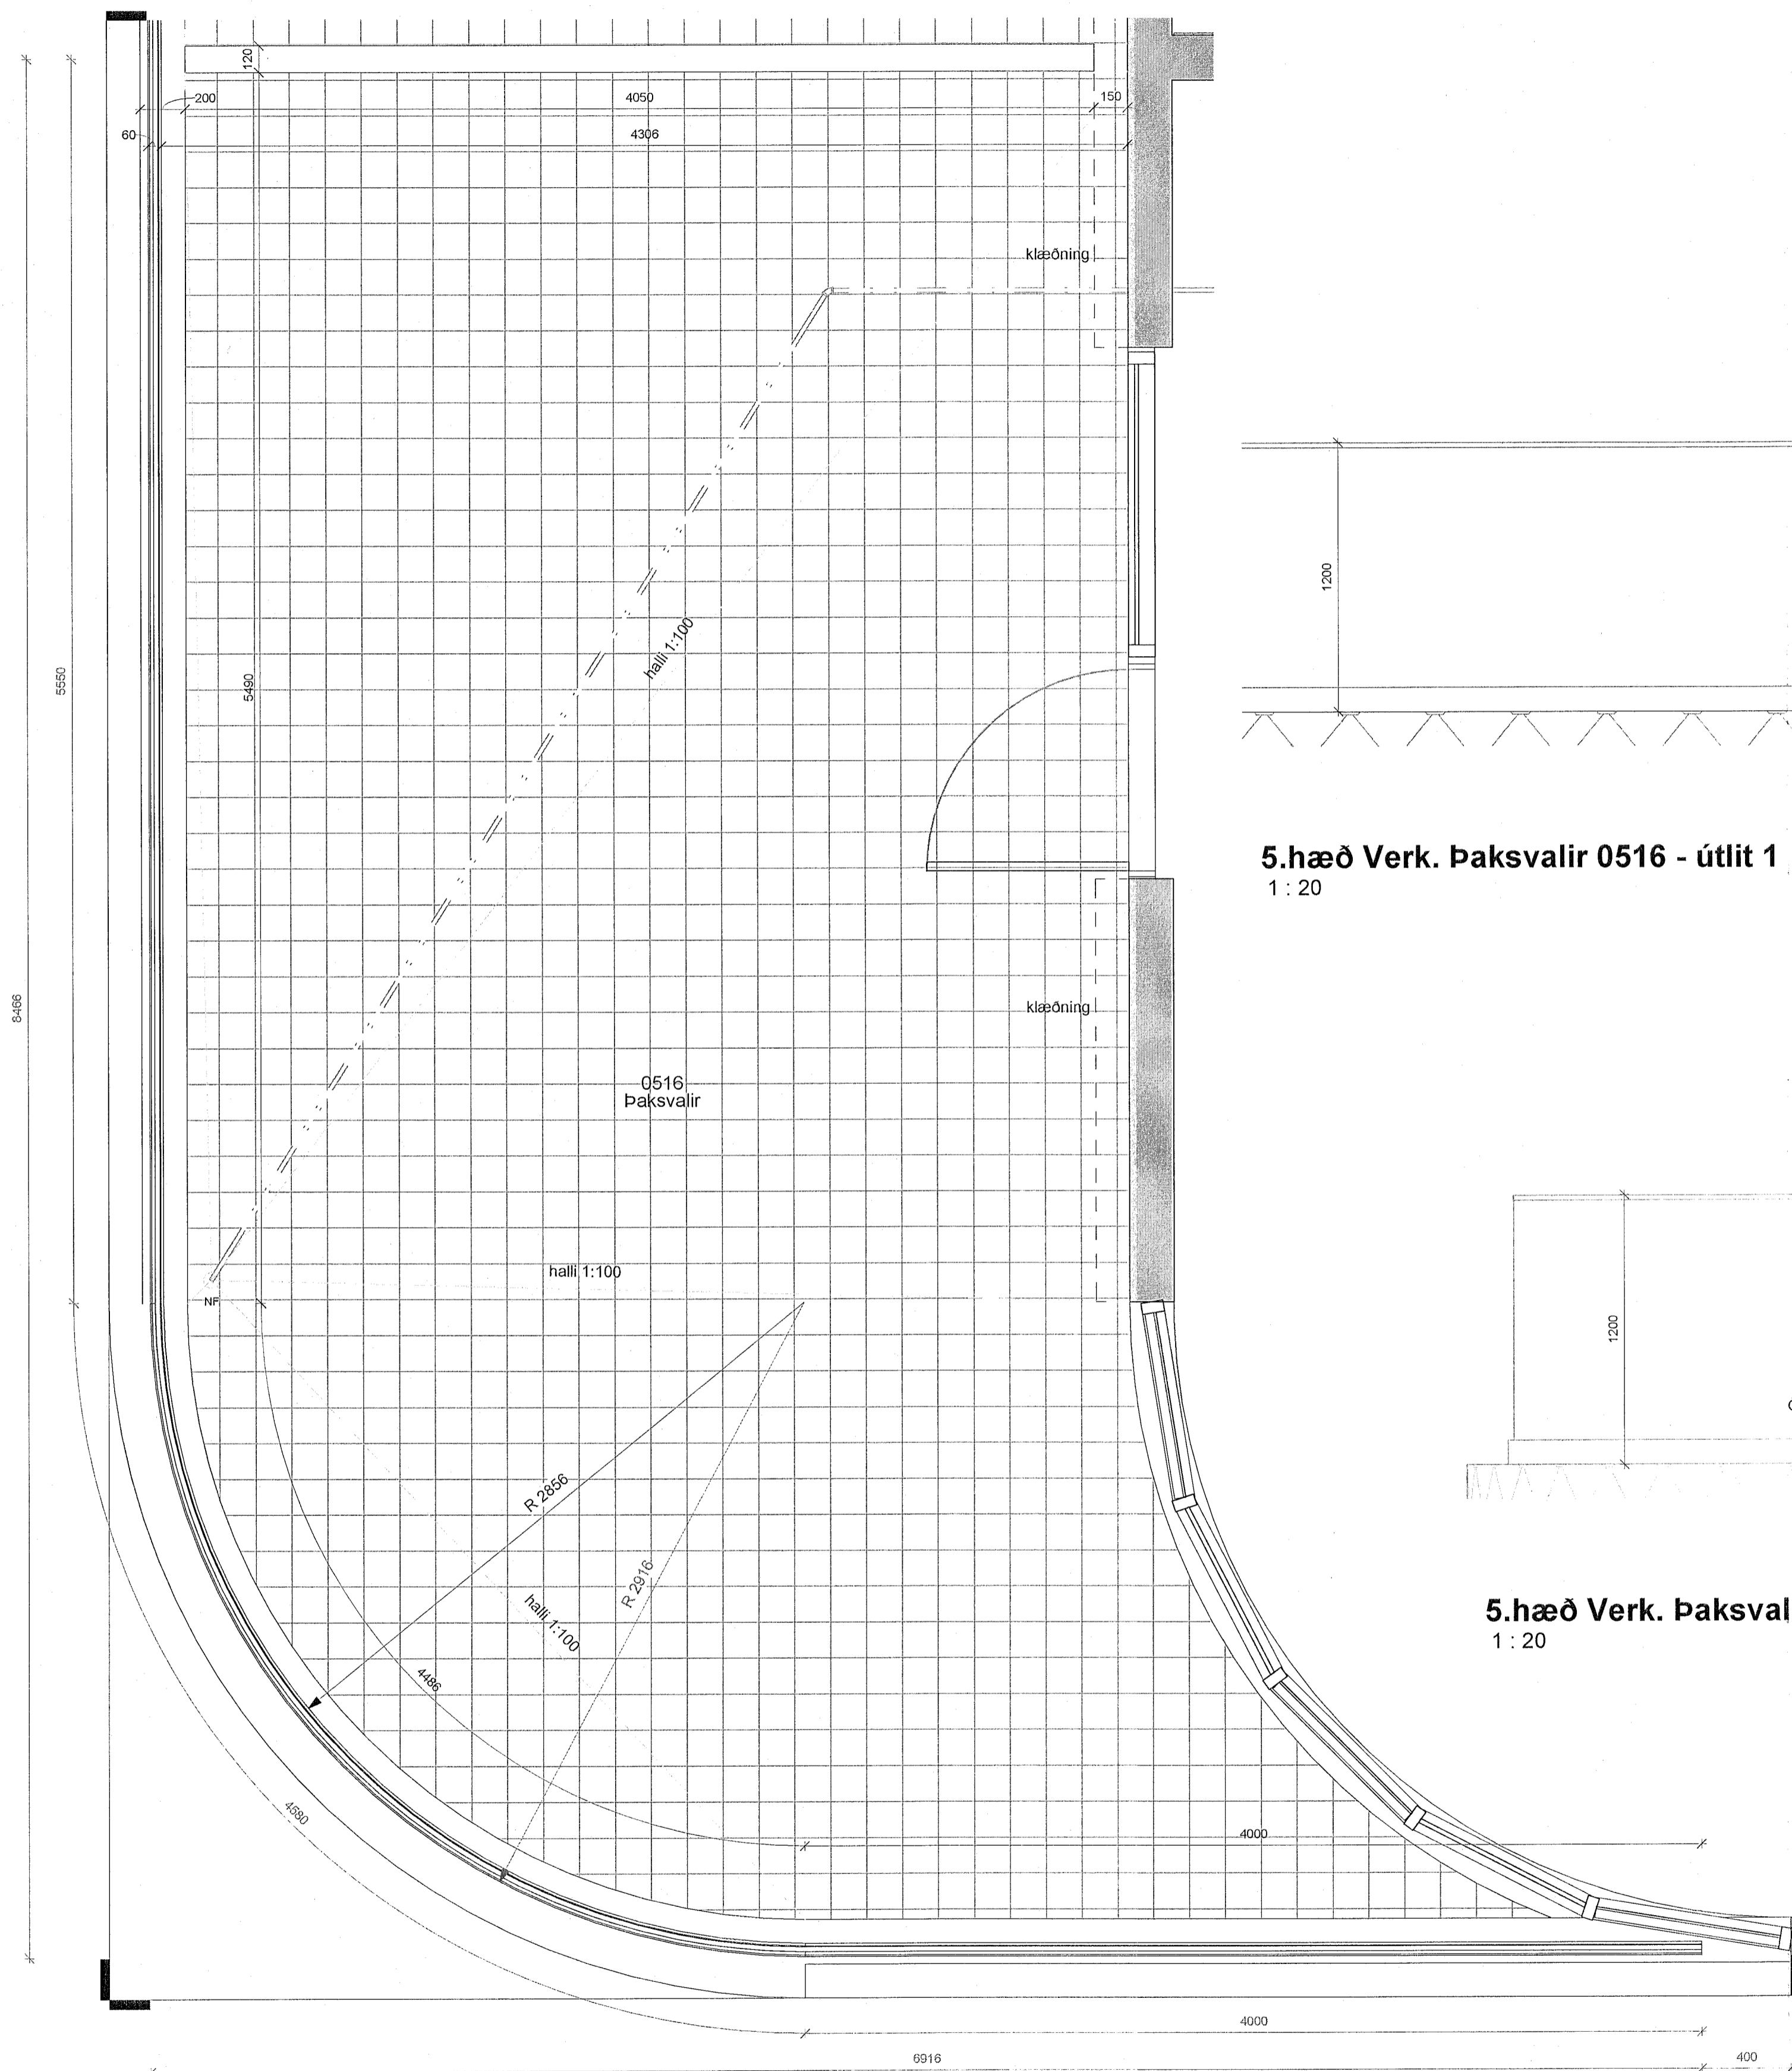 120
200
4050
150
60
4306
klæðning
halli 1:100
5550
5490
1200
5.hæð Verk. Þaksvalir 0516 - útlit 1
1 : 20
8466
klæðning
0516
Þaksvalir
halli 1:100
NF
1200
R 2856
R 2916
halli 1:100
5.hæð Verk. Þaksval
1 : 20
4486
4580
4000
4000
6916
400